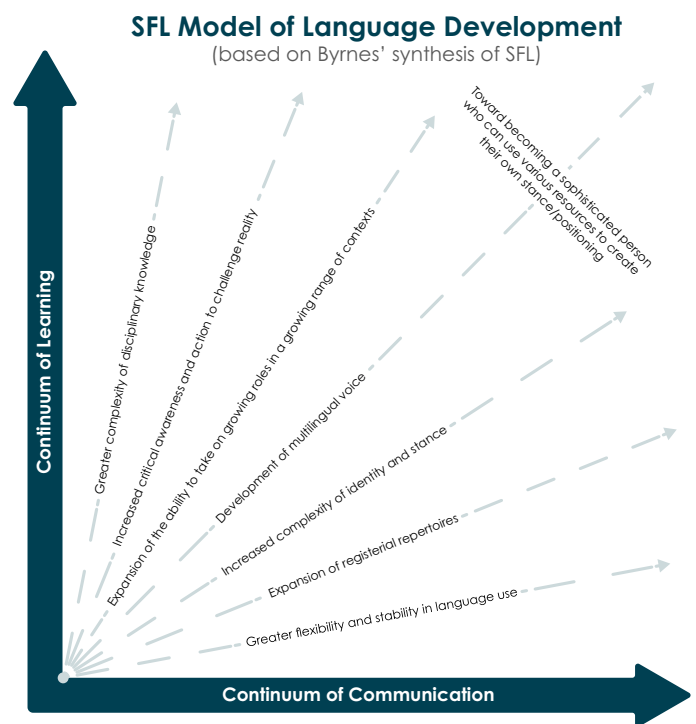 SFL Model of Language Development
(based on Byrnes’ synthesis of SFL)
Toward becoming a sophisticated person
who can use various resources to create
their own stance/positioning
Continuum of Learning
Greater complexity of disciplinary knowledge
Increased critical awareness and action to challenge reality
Expansion of the ability to take on growing roles in a growing range of contexts
Development of multilingual voice
Increased complexity of identity and stance
Expansion of registerial repertoires
Greater flexibility and stability in language use
Continuum of Communication